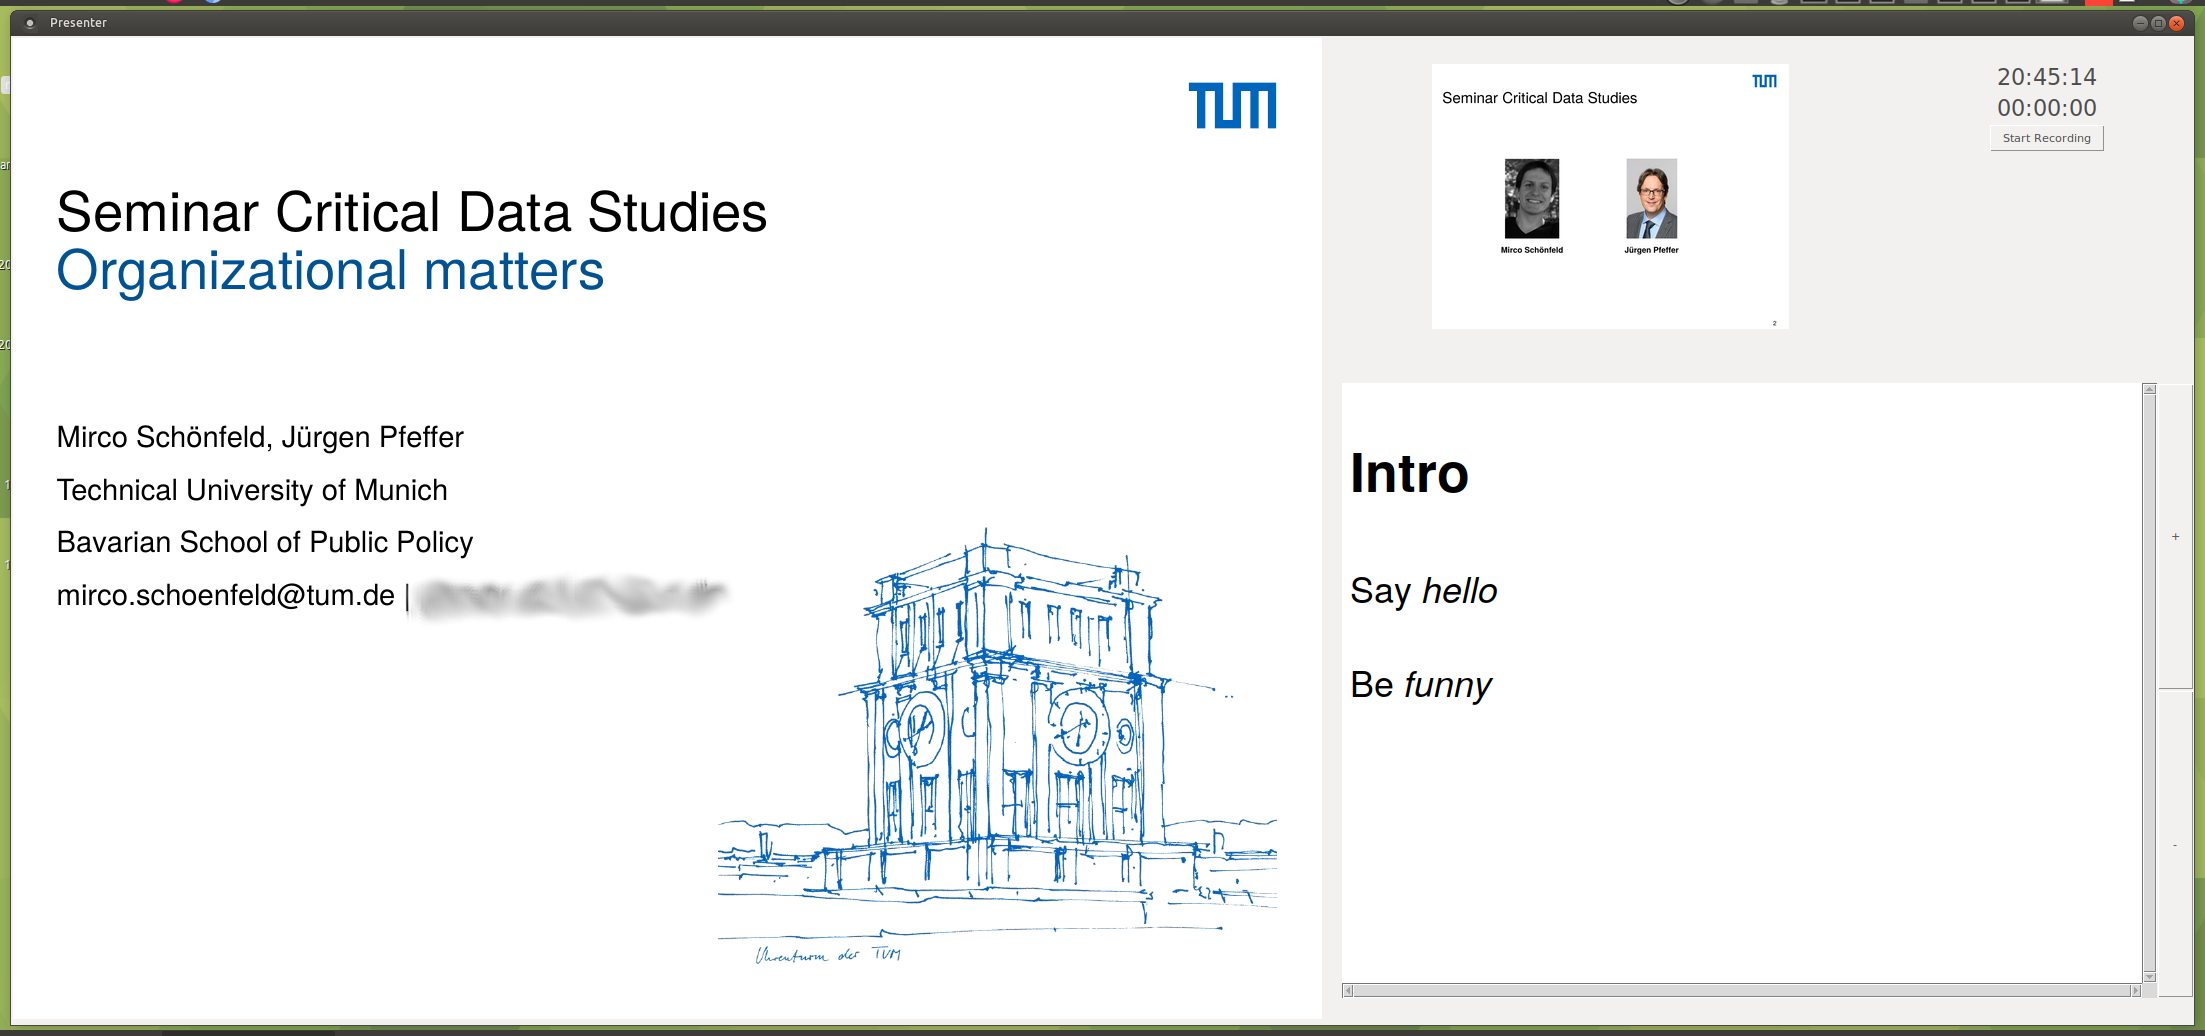 Presenter
TUM
Seminar Critical Data Studies
Organizational matters
Mirco Schönfeld, Jürgen Pfeffer
Technical University of Munich
Bavarian School of Public Policy
mirco.schoenfeld@tum.de |
Uhrenturm der TUM
TUM
Seminar Critical Data Studies
Mirco Schönfeld Jürgen Pfeffer
2
20:45:14
00:00:00
Start Recording
Intro
Say hello
Be funny
+
-